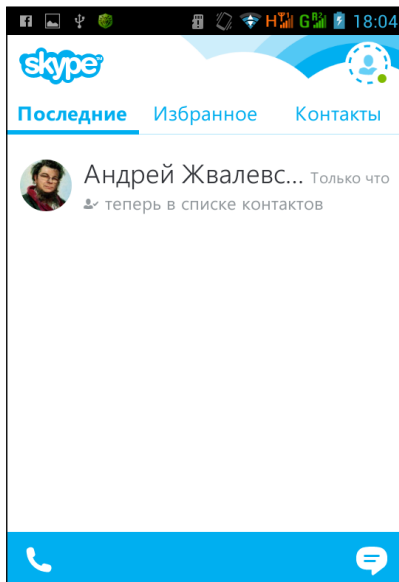 H G R 18:04
skype
Последние Избранное Контакты
Андрей Жвалевс... Только что
теперь в списке контактов